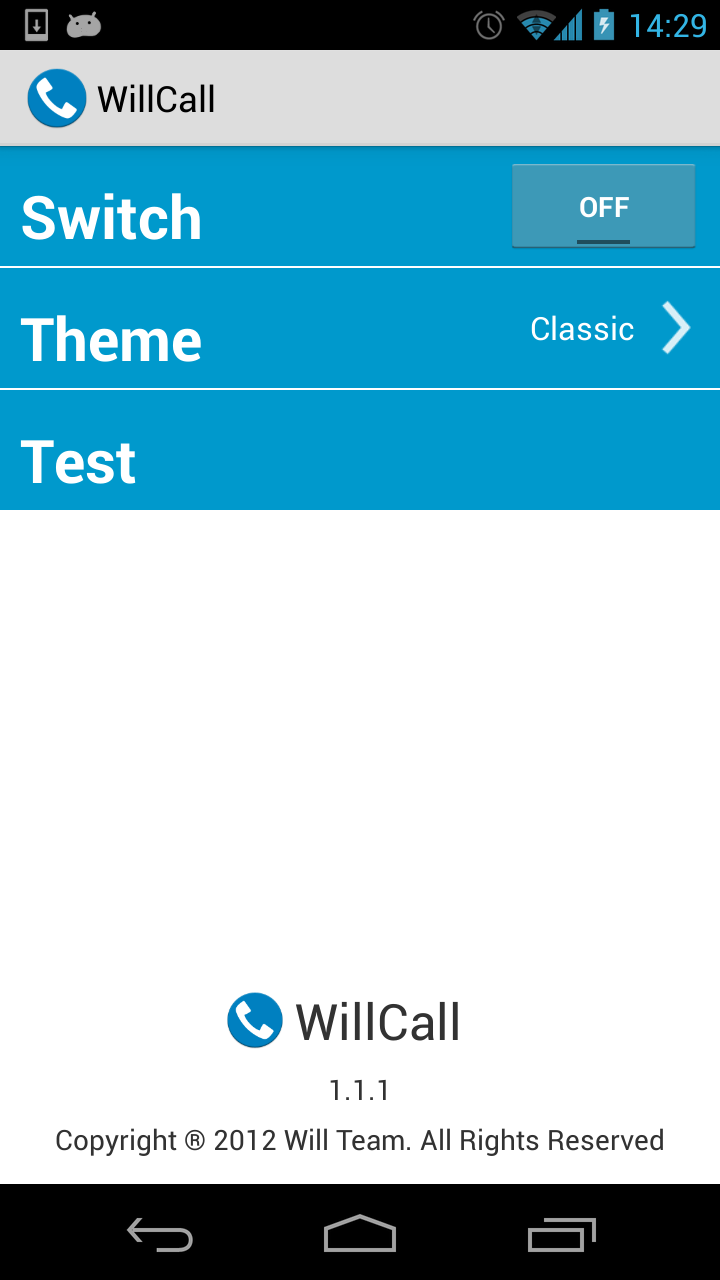 14:29
WillCall
Switch
OFF
Theme
Classic
Test
WillCall
1.1.1
Copyright ® 2012 Will Team. All Rights Reserved